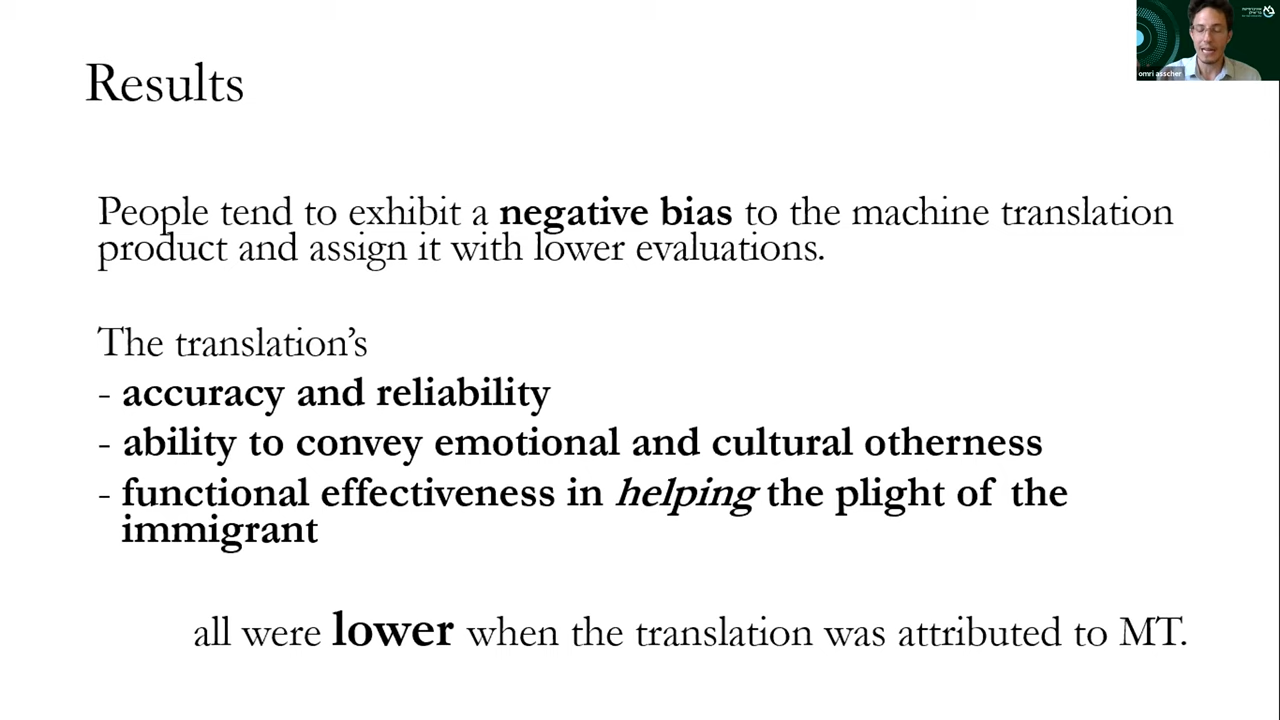 Results
omri asscher
People tend to exhibit a negative bias to the machine translation
product and assign it with lower evaluations.
The translation’s
- accuracy and reliability
- ability to convey emotional and cultural otherness
- functional effectiveness in helping the plight of the
immigrant
all were lower when the translation was attributed to MT.